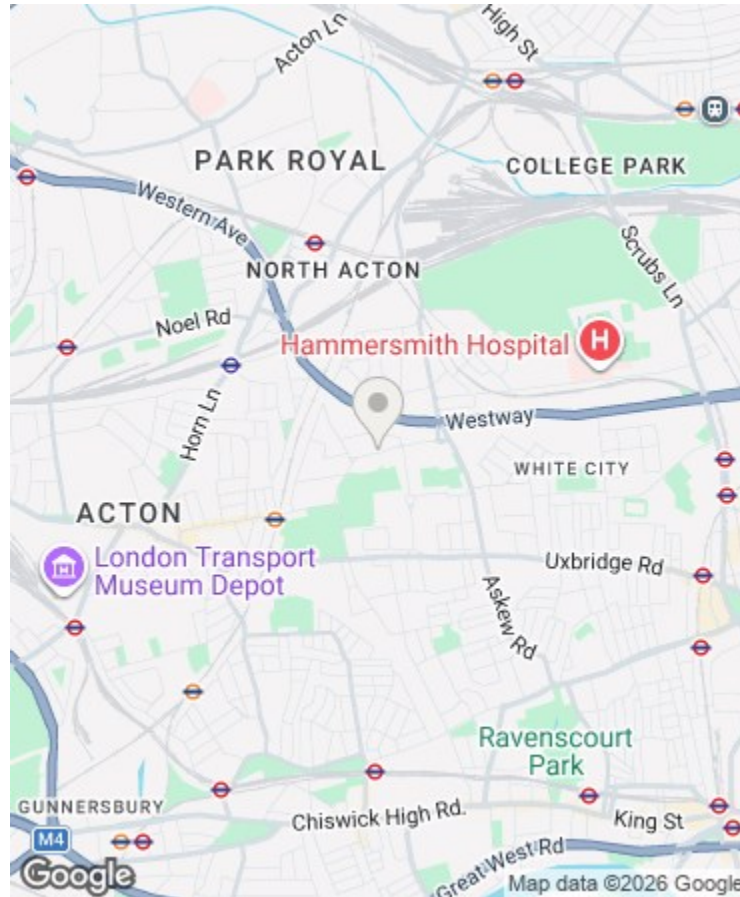 Acton Ln
High St
PARK ROYAL
COLLEGE PARK
Western Ave
Scrubs Ln
NORTH ACTON
Noel Rd
Hammersmith Hospital
H
Horn Ln
Westway
WHITE CITY
ACTON
London Transport
Museum Depot
Uxbridge Rd
Askew Rd
Ravenscourt
Park
GUNNERSBURY
Chiswick High Rd.
King St
M4
Great West Rd
Google
Map data ©2026 Google